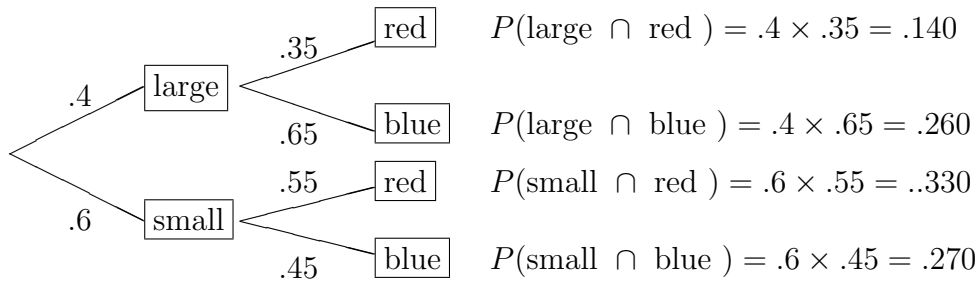 red P(large ∩ red ) = .4 × .35 = .140
.35
.4 large
.65 blue P(large ∩ blue ) = .4 × .65 = .260
.55 red P(small ∩ red ) = .6 × .55 = ..330
.6 small
.45 blue P(small ∩ blue ) = .6 × .45 = .270